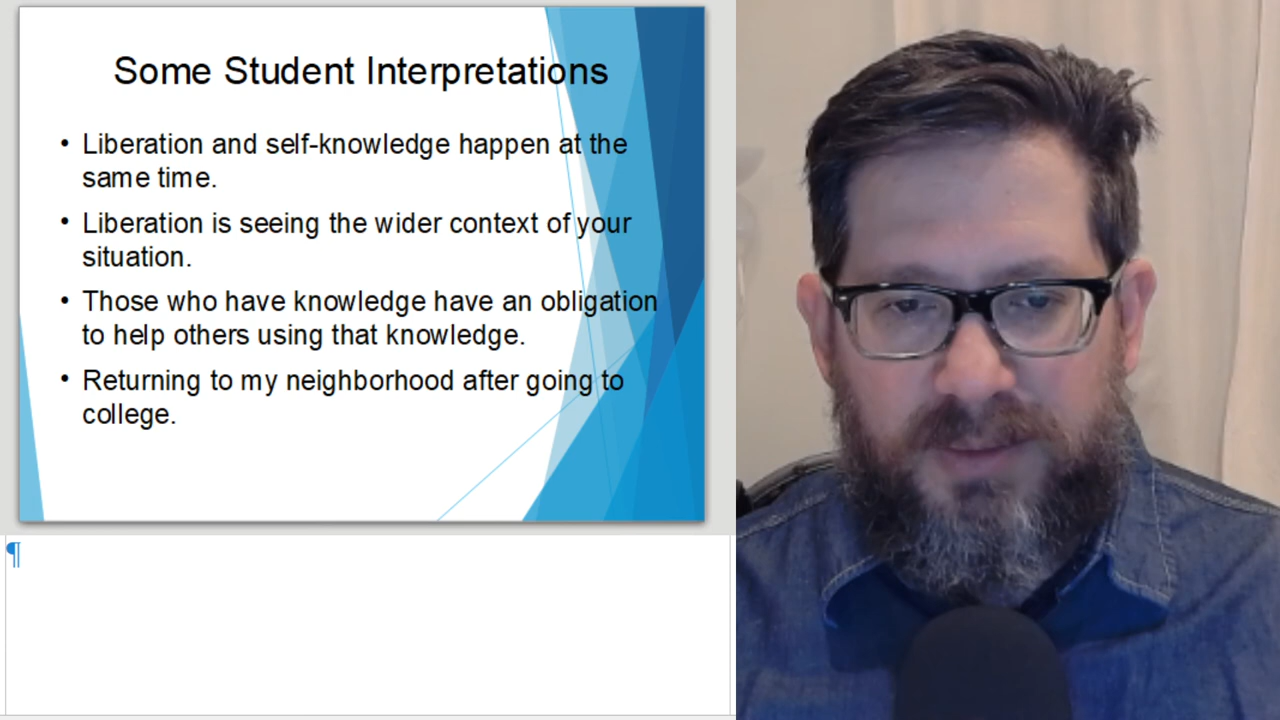 Some Student Interpretations
• Liberation and self-knowledge happen at the
same time.
• Liberation is seeing the wider context of your
situation.
• Those who have knowledge have an obligation
to help others using that knowledge.
• Returning to my neighborhood after going to
college.
¶